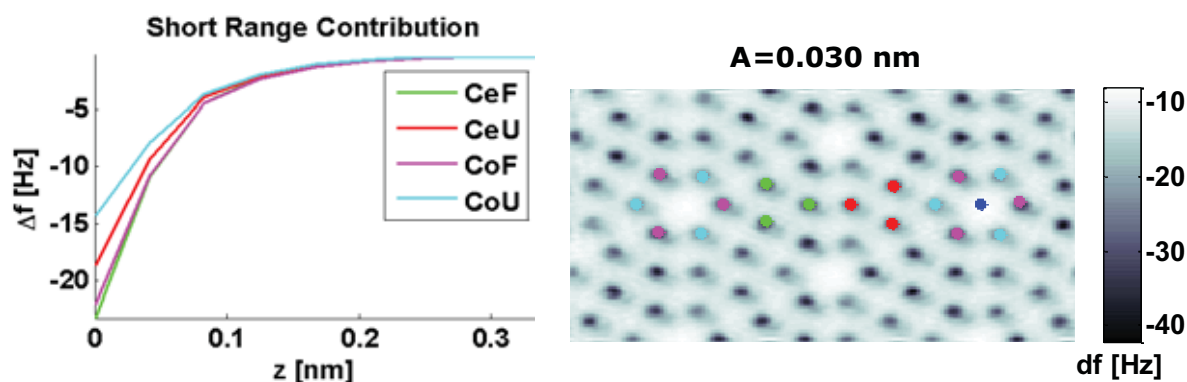 Short Range Contribution
Δf [Hz]
-5
-10
-15
-20
CeF
CeU
CoF
CoU
0
0.1
0.2
0.3
z [nm]
A=0.030 nm
-10
-20
-30
-40
df [Hz]